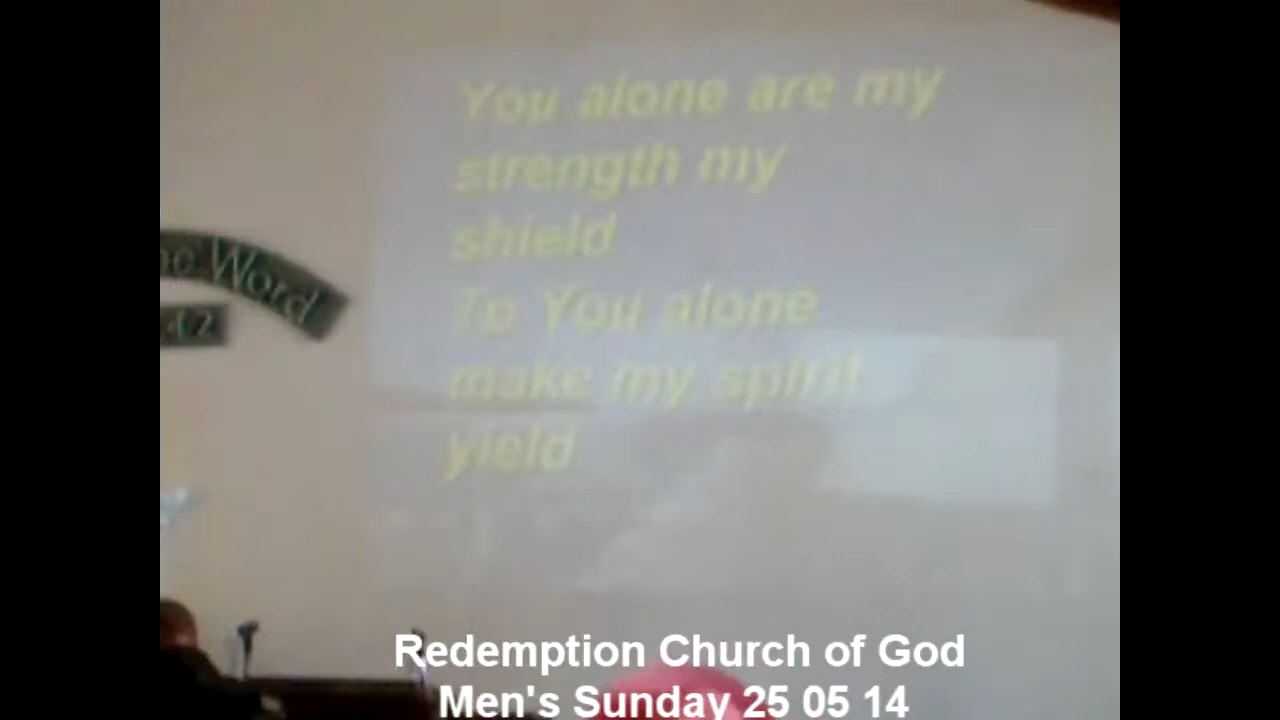 You alone are my
strength my
shield
To You alone
make my spirit
yield
Word
Redemption Church of God
Men's Sunday 25 05 14